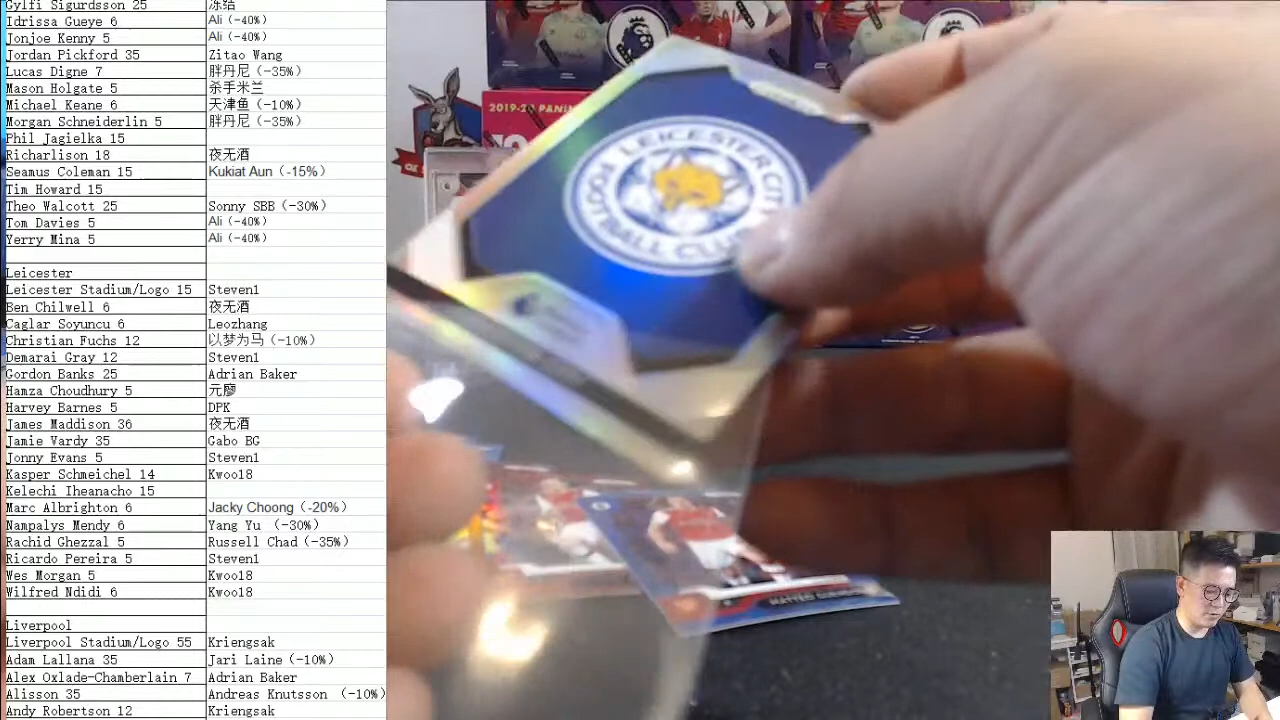 Gylfi Sigurdsson 25 冻结
Idrissa Gueye 6 Ali (-40%)
Jonjoe Kenny 5 Ali (-40%)
Jordan Pickford 35 Zitao Wang
Lucas Digne 7 胖丹尼 (-35%)
Mason Holgate 5 杀手米兰
Michael Keane 6 天津鱼 (-10%)
Morgan Schneiderlin 5 胖丹尼 (-35%)
Phil Jagielka 15
Richarlison 18 夜无酒
Seamus Coleman 15 Kukiat Aun (-15%)
Tim Howard 15
Theo Walcott 25 Sonny SBB (-30%)
Tom Davies 5 Ali (-40%)
Yerry Mina 5 Ali (-40%)
Leicester
Leicester Stadium/Logo 15 Steven1
Ben Chilwell 6 夜无酒
Caglar Soyuncu 6 Leozhang
Christian Fuchs 12 以梦为马 (-10%)
Demarai Gray 12 Steven1
Gordon Banks 25 Adrian Baker
Hamza Choudhury 5 元廖
Harvey Barnes 5 DPK
James Maddison 36 夜无酒
Jamie Vardy 35 Gabo BG
Jonny Evans 5 Steven1
Kasper Schmeichel 14 Kwoo18
Kelechi Iheanacho 15
Marc Albrighton 6 Jacky Choong (-20%)
Nampalys Mendy 6 Yang Yu (-30%)
Rachid Ghezzal 5 Russell Chad (-35%)
Ricardo Pereira 5 Steven1
Wes Morgan 5 Kwoo18
Wilfred Ndidi 6 Kwoo18
Liverpool
Liverpool Stadium/Logo 55 Kriengsak
Adam Lallana 35 Jari Laine (-10%)
Alex Oxlade-Chamberlain 7 Adrian Baker
Alisson 35 Andreas Knutsson (-10%)
Andy Robertson 12 Kriengsak
2019-20 PANINI
LEICESTER CITY
FOOTBALL CLUB
MATTEO